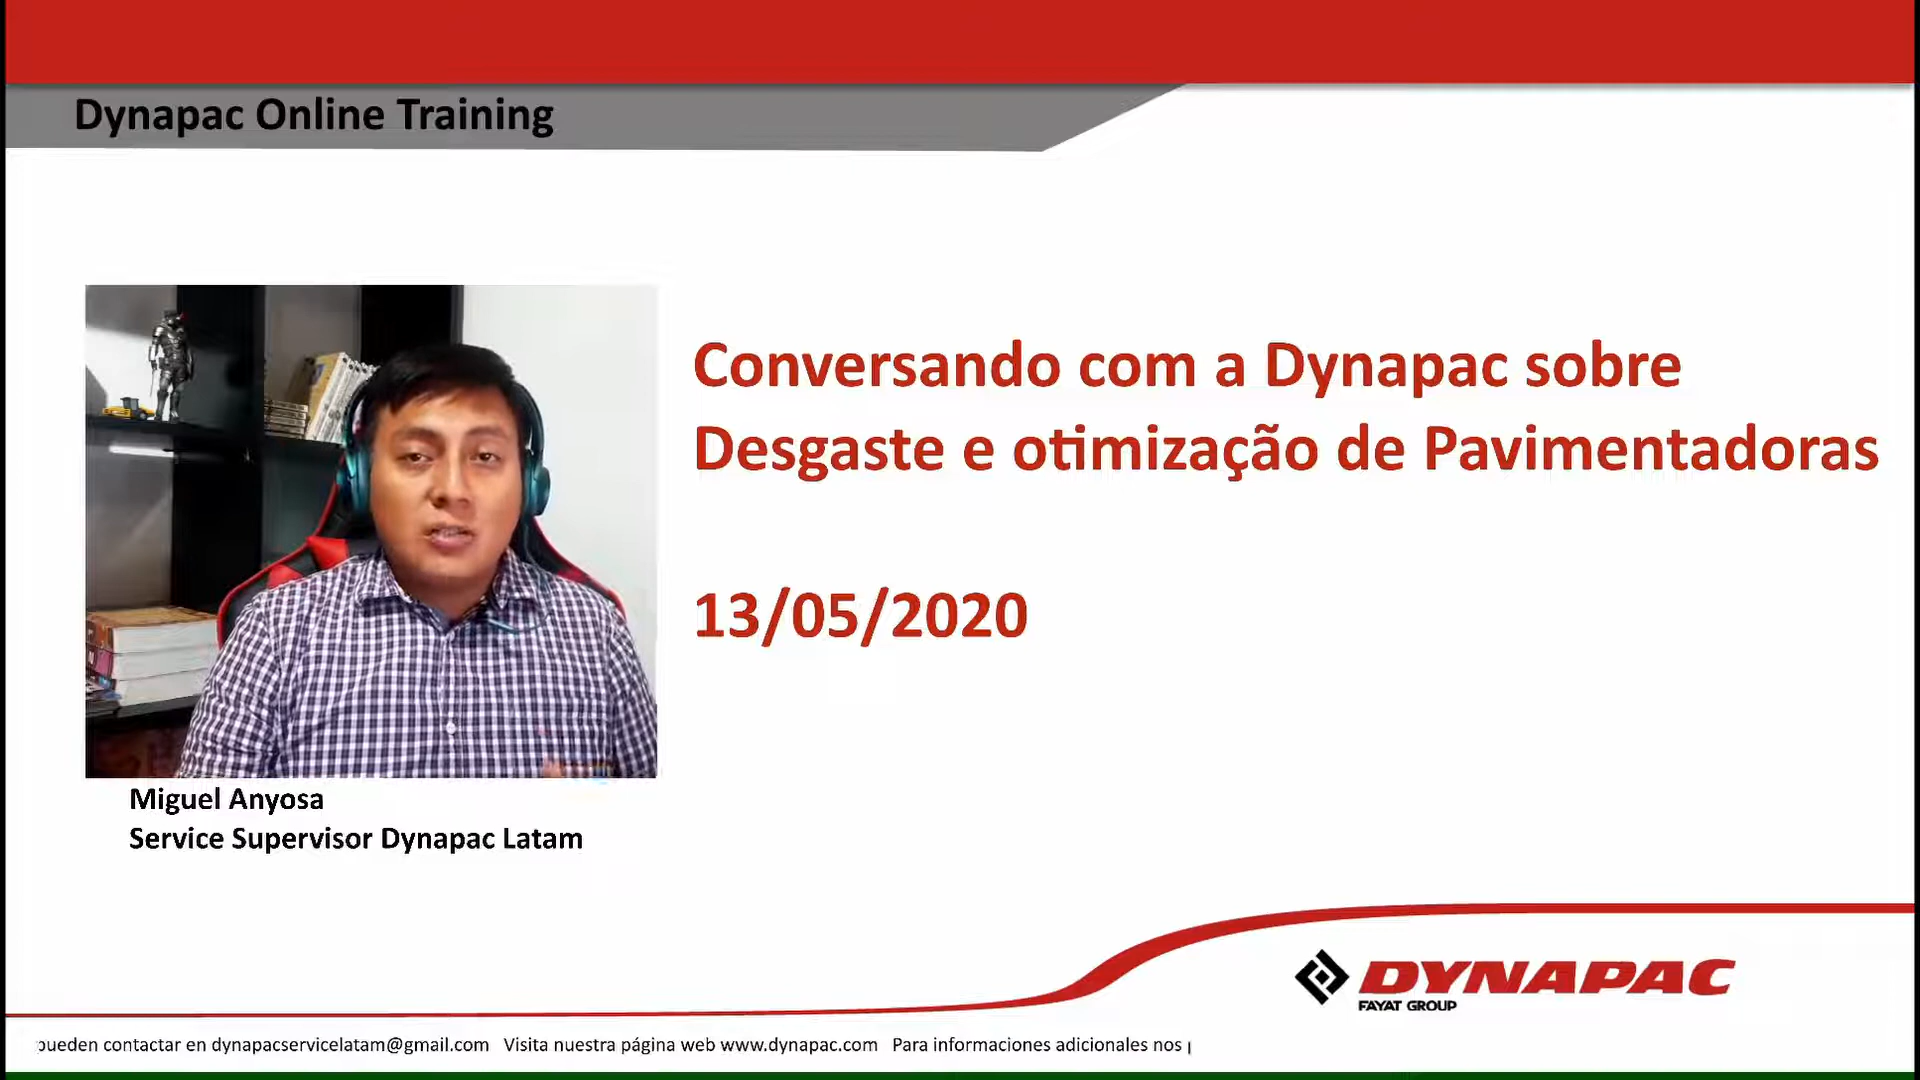 Dynapac Online Training
Conversando com a Dynapac sobre
Desgaste e otimização de Pavimentadoras
13/05/2020
Miguel Anyosa
Service Supervisor Dynapac Latam
DYNAPAC
FAYAT GROUP
pueden contactar en dynapacservicelatam@gmail.com Visita nuestra página web www.dynapac.com Para informaciones adicionales nos